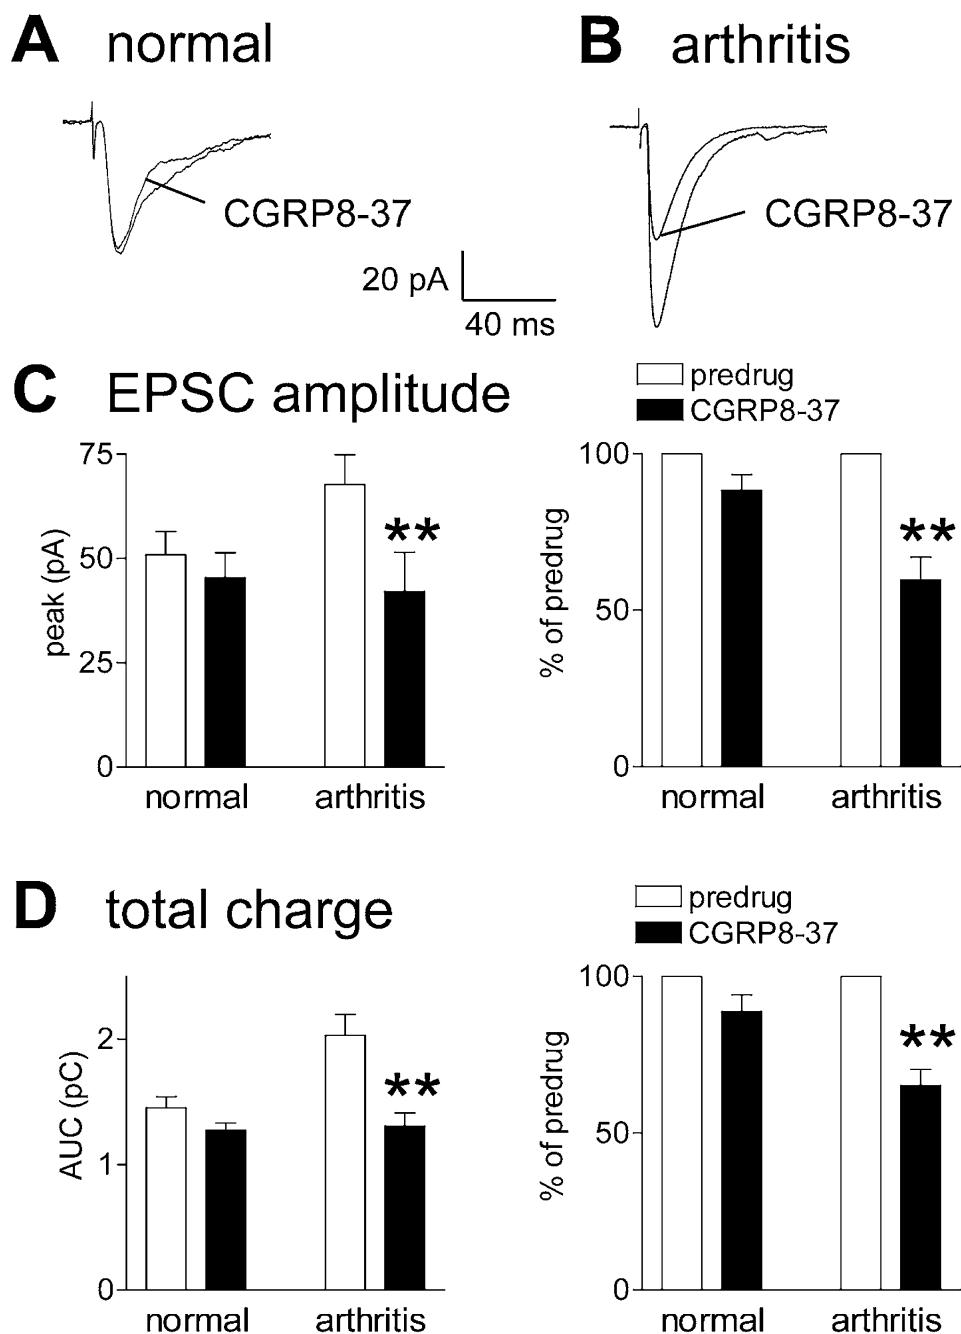 A normal
B arthritis
CGRP8-37
CGRP8-37
20 pA
40 ms
C EPSC amplitude
predrug
CGRP8-37
75
50
25
0
peak (pA)
**
normal arthritis
100
50
0
% of predrug
**
normal arthritis
D total charge
predrug
CGRP8-37
2
1
0
AUC (pC)
**
normal arthritis
100
50
0
% of predrug
**
normal arthritis